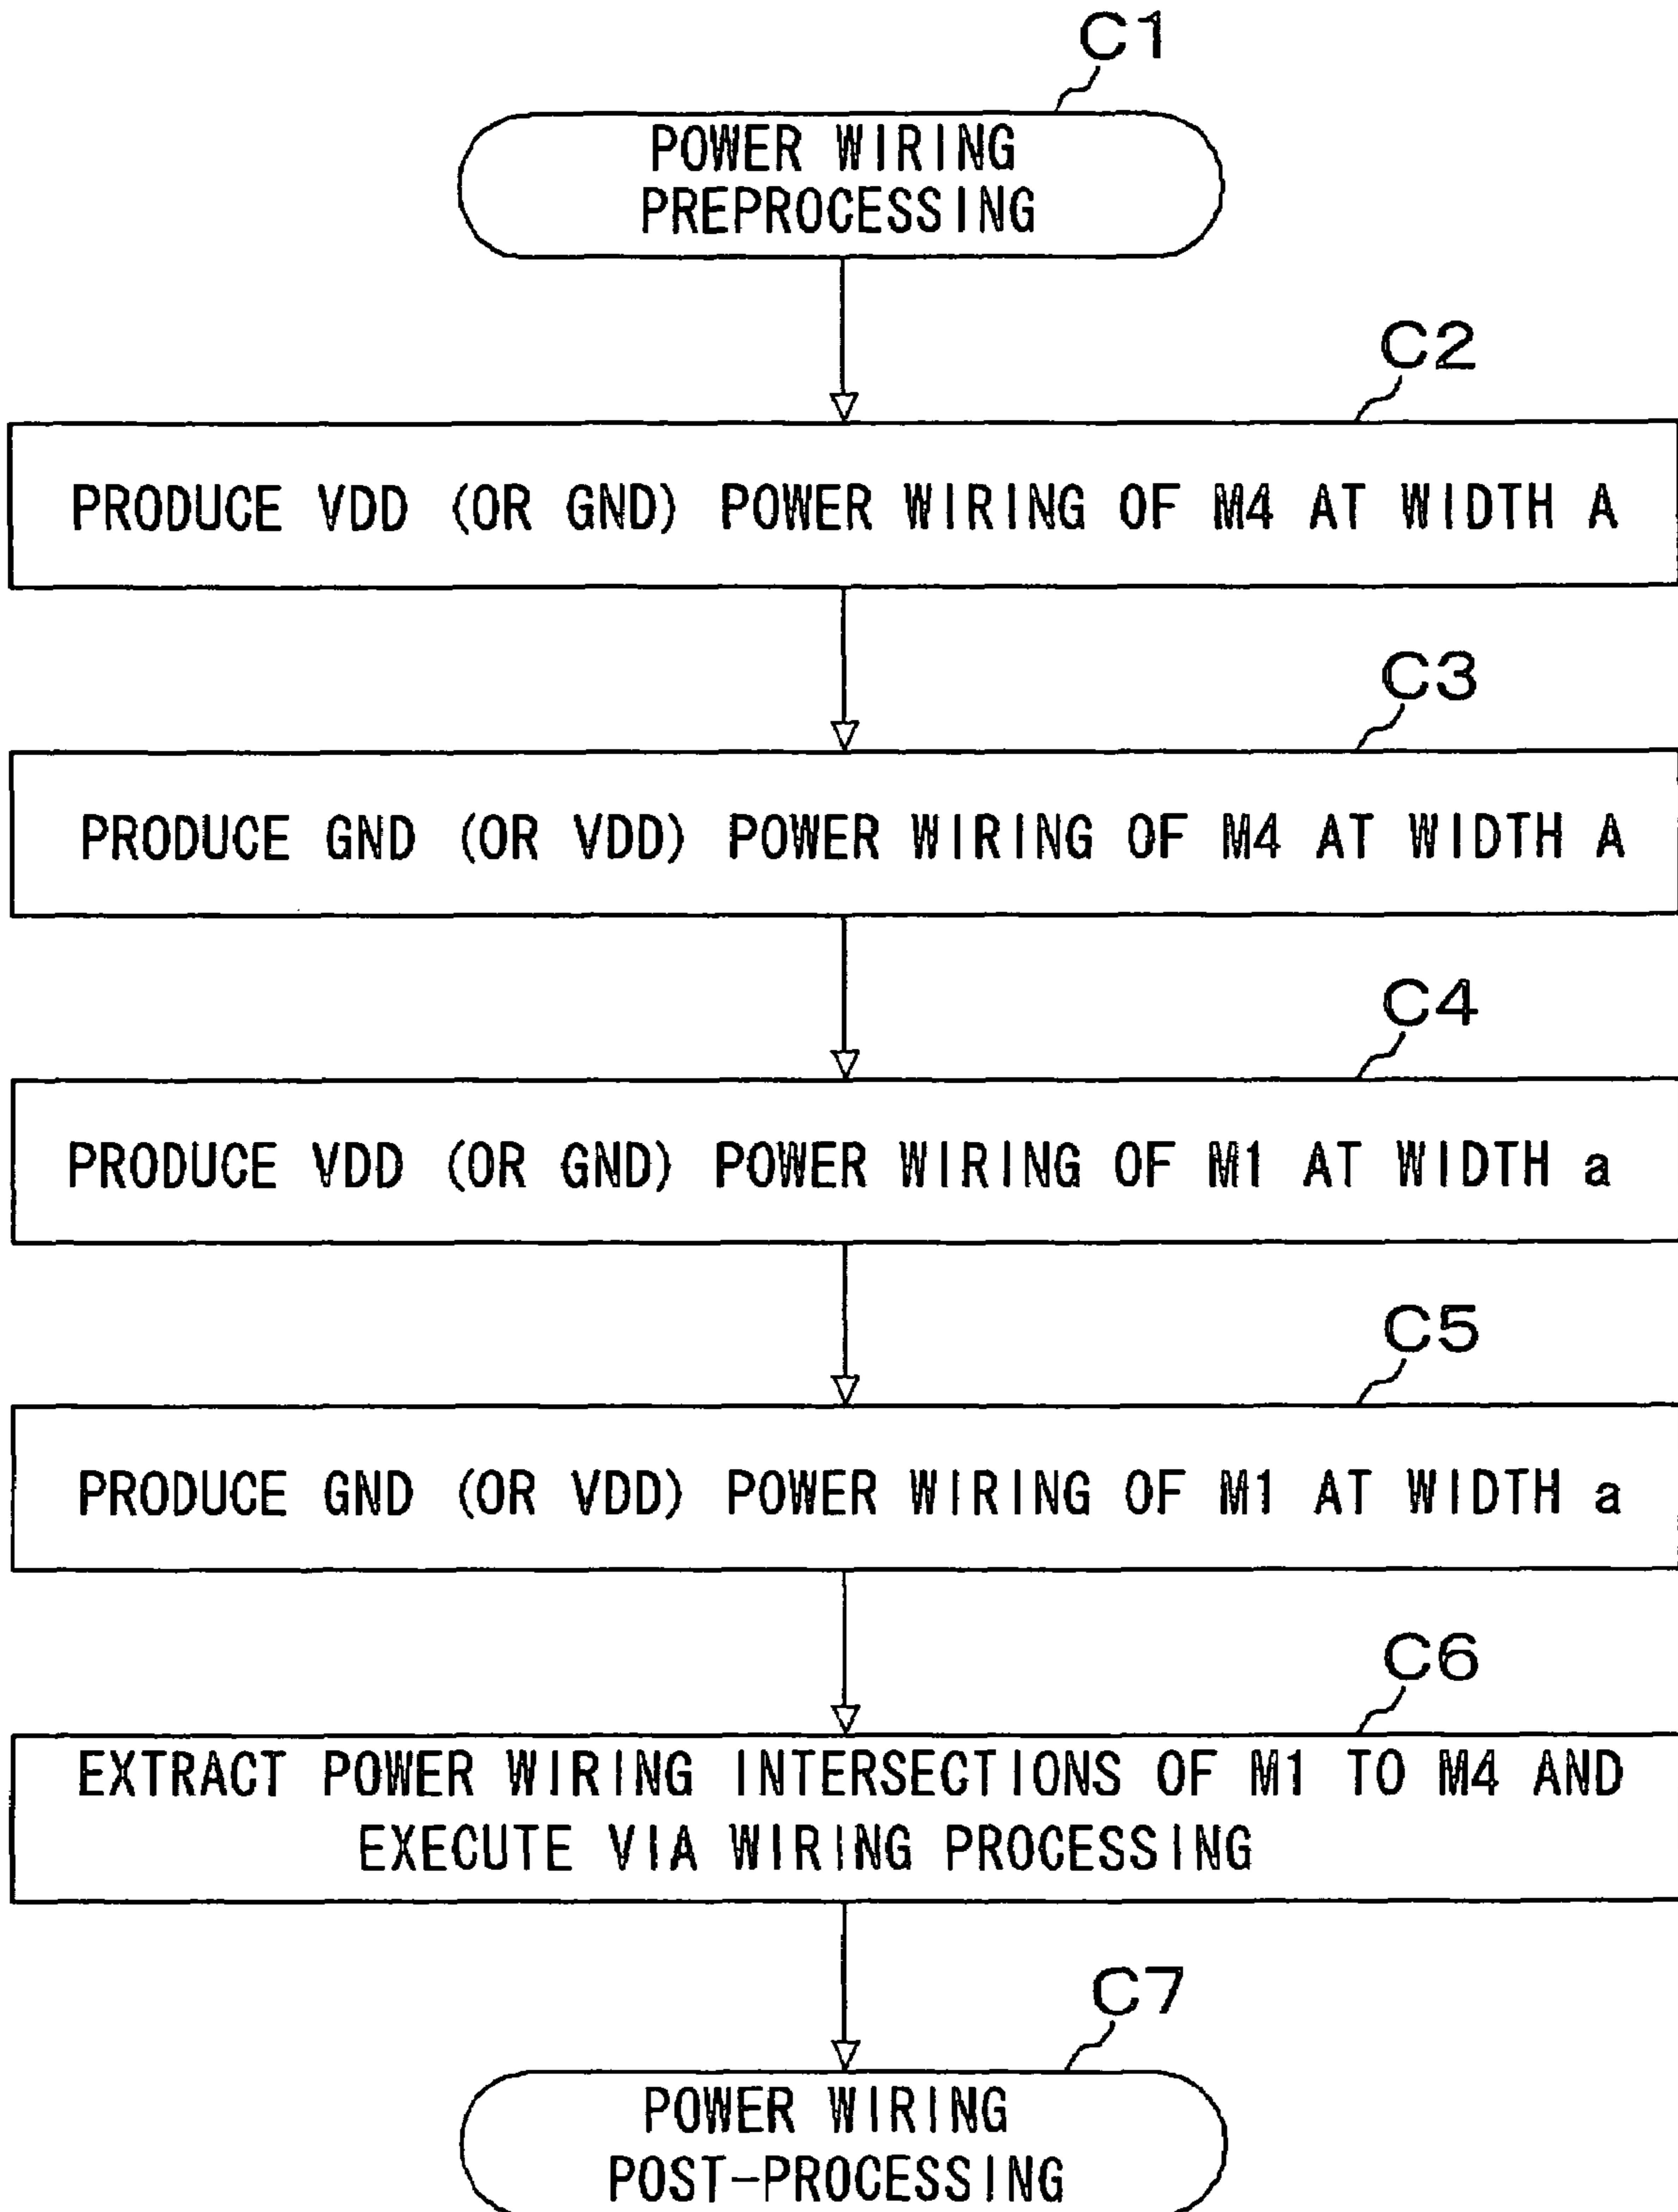 C1
POWER WIRING
PREPROCESSING
C2
PRODUCE VDD (OR GND) POWER WIRING OF M4 AT WIDTH A
C3
PRODUCE GND (OR VDD) POWER WIRING OF M4 AT WIDTH A
C4
PRODUCE VDD (OR GND) POWER WIRING OF M1 AT WIDTH a
C5
PRODUCE GND (OR VDD) POWER WIRING OF M1 AT WIDTH a
C6
EXTRACT POWER WIRING INTERSECTIONS OF M1 TO M4 AND
EXECUTE VIA WIRING PROCESSING
C7
POWER WIRING
POST-PROCESSING